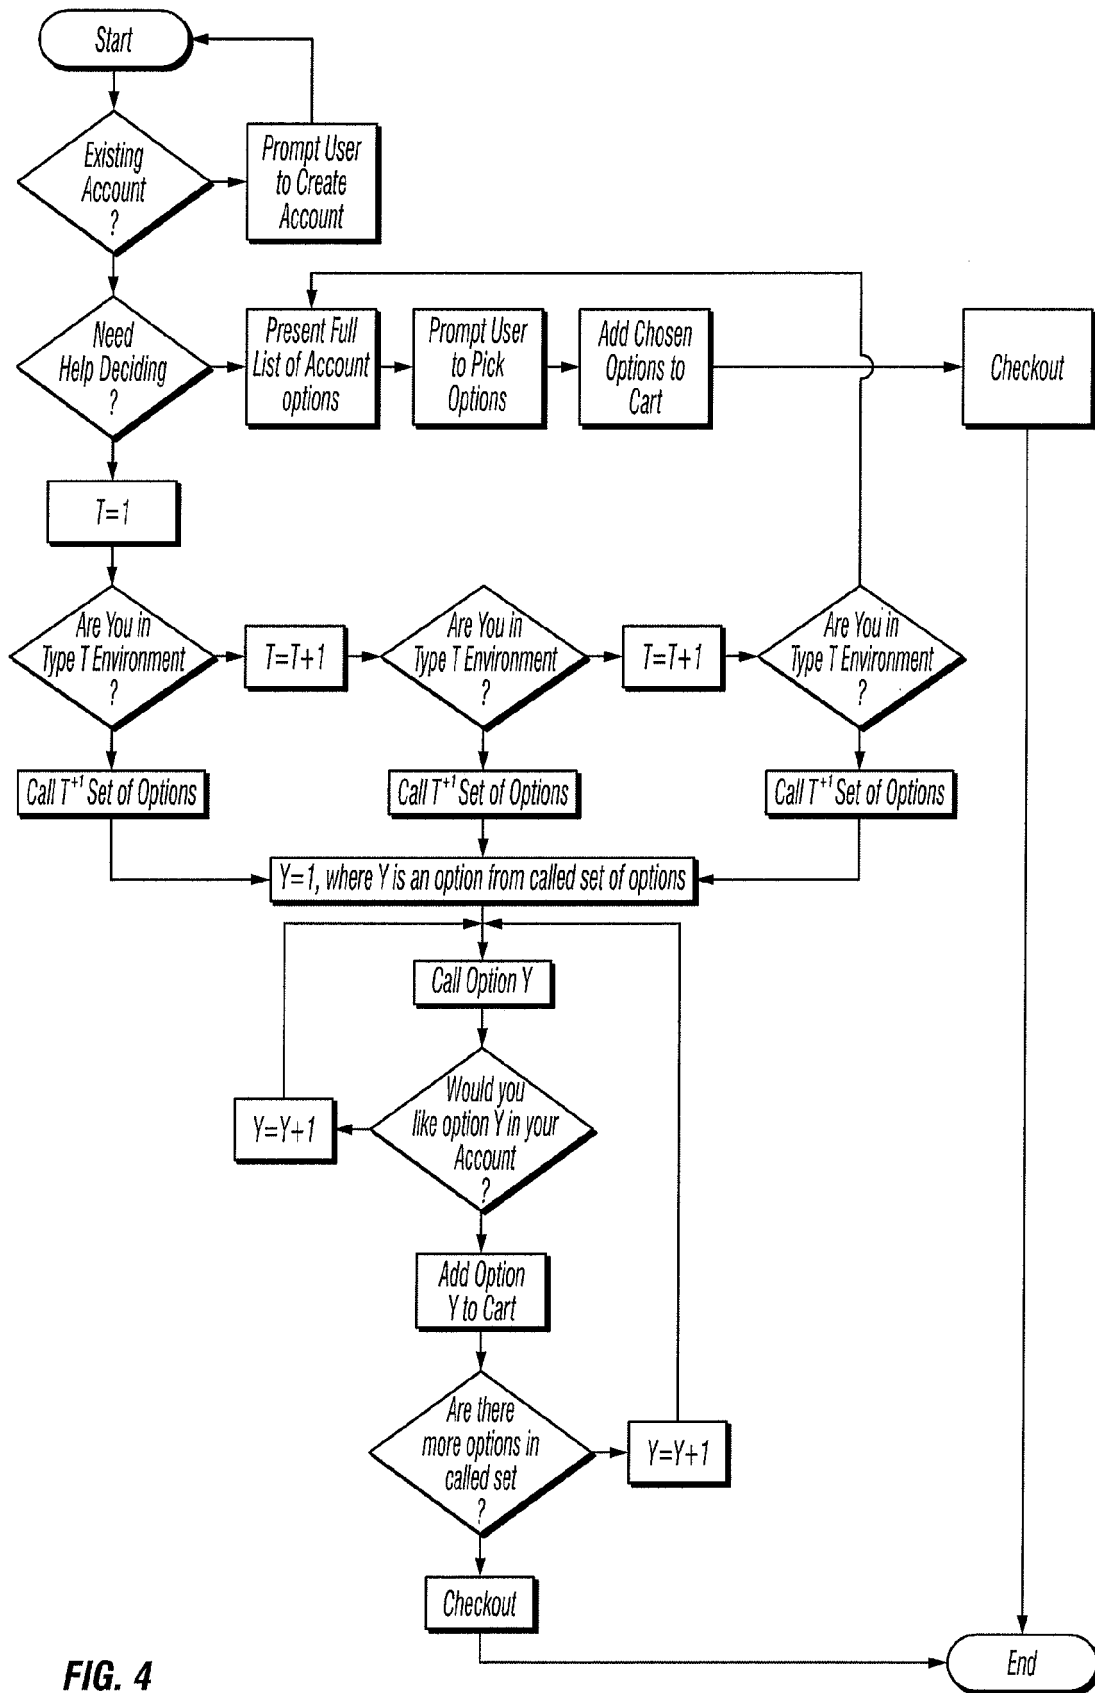 Start
Existing
Account
?
Prompt User
to Create
Account
Need
Help Deciding
?
Present Full
List of Account
options
Prompt User
to Pick
Options
Add Chosen
Options to
Cart
Checkout
T=1
Are You in
Type T Environment
?
T=T+1
Are You in
Type T Environment
?
T=T+1
Are You in
Type T Environment
?
Call T+1 Set of Options
Call T+1 Set of Options
Call T+1 Set of Options
Y=1, where Y is an option from called set of options
Call Option Y
Would you
like option Y in your
Account
?
Y=Y+1
Add Option
Y to Cart
Are there
more options in
called set
?
Y=Y+1
Checkout
End
FIG. 4